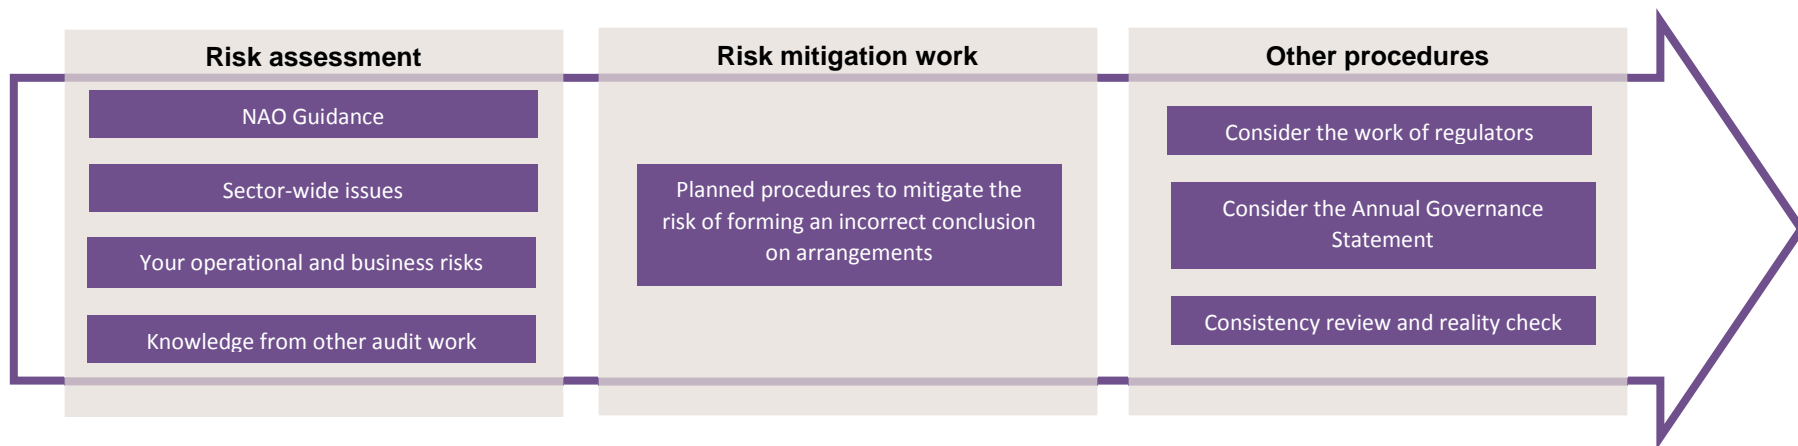 Risk assessment
NAO Guidance
Sector-wide issues
Your operational and business risks
Knowledge from other audit work
Risk mitigation work
Planned procedures to mitigate the
risk of forming an incorrect conclusion
on arrangements
Other procedures
Consider the work of regulators
Consider the Annual Governance
Statement
Consistency review and reality check